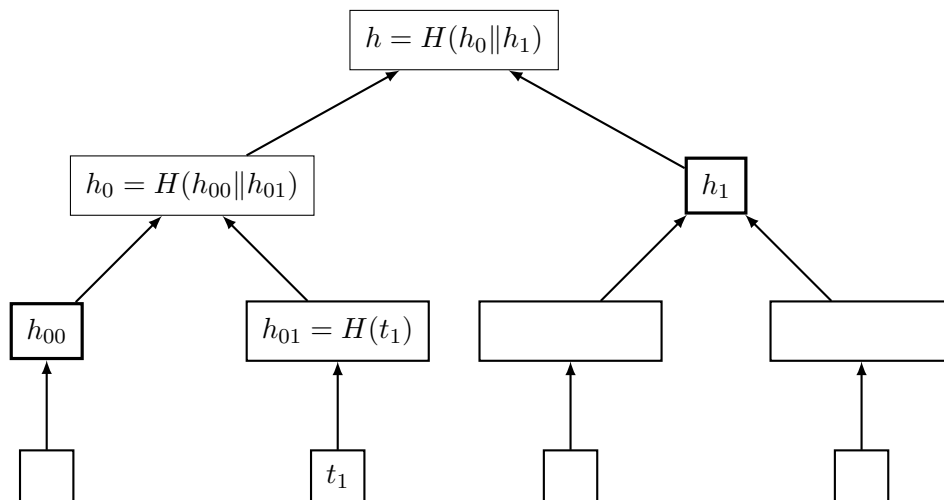 h = H(h₀‖h₁)
h₀ = H(h₀₀‖h₀₁)
h₁
h₀₀
h₀₁ = H(t₁)
t₁